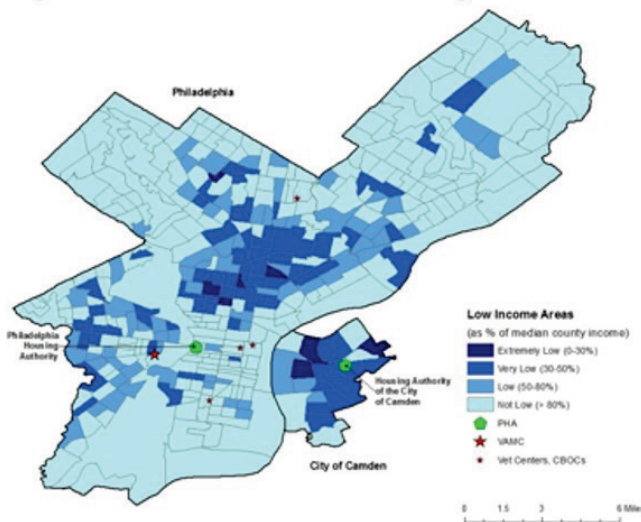 Philadelphia
Philadelphia
Housing
Authority
Housing Authority
of the City
of Camden
City of Camden
Low Income Areas
(as % of median county income)
Extremely Low (0-30%)
Very Low (30-50%)
Low (50-80%)
Not Low (> 80%)
PHA
VAMC
Vet Centers, CBOCs
0 1.5 3 6 Miles